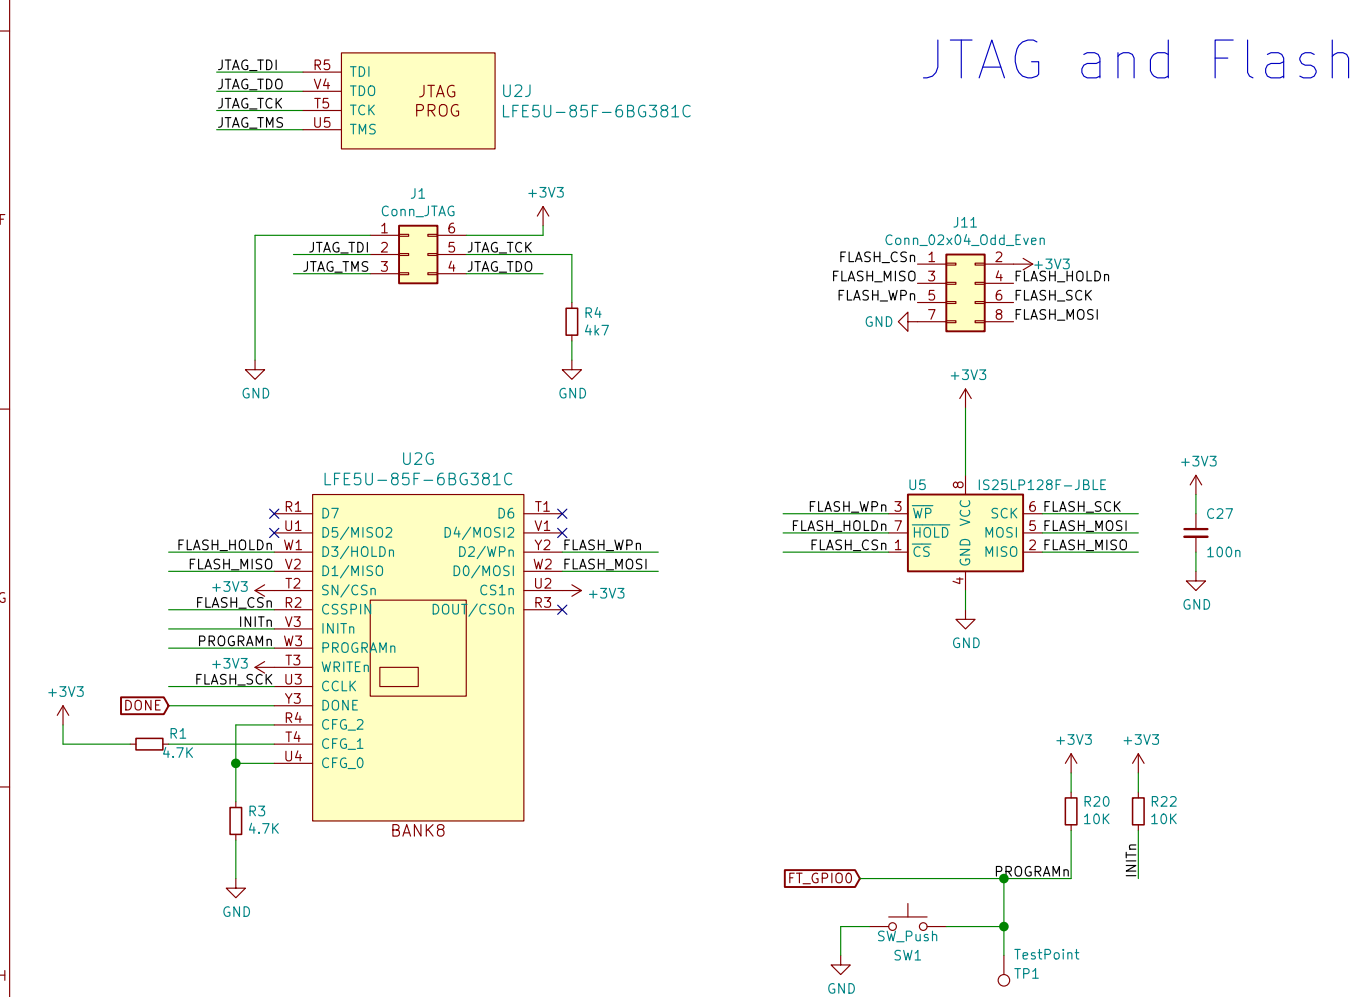 JTAG and Flash
JTAG_TDI R5 TDI
JTAG_TDO V4 TDO
JTAG_TCK T5 TCK
JTAG_TMS U5 TMS
JTAG
PROG
U2J
LFE5U-85F-6BG381C
J1
Conn_JTAG
+3V3
1 6
JTAG_TDI 2 5 JTAG_TCK
JTAG_TMS 3 4 JTAG_TDO
R4
4k7
GND
GND
F
J11
Conn_02x04_Odd_Even
FLASH_CSn 1 2 +3V3
FLASH_MISO 3 4 FLASH_HOLDn
FLASH_WPn 5 6 FLASH_SCK
GND 7 8 FLASH_MOSI
+3V3
U5 8 IS25LP128F-JBLE
FLASH_WPn 3 WP VCC SCK 6 FLASH_SCK
FLASH_HOLDn 7 HOLD MOSI 5 FLASH_MOSI
FLASH_CSn 1 CS GND MISO 2 FLASH_MISO
4
GND
+3V3
C27
100n
GND
U2G
LFE5U-85F-6BG381C
R1 D7 D6 T1
U1 D5/MISO2 D4/MOSI2 V1
FLASH_HOLDn W1 D3/HOLDn D2/WPn Y2 FLASH_WPn
FLASH_MISO V2 D1/MISO D0/MOSI W2 FLASH_MOSI
+3V3 T2 SN/CSn CS1n U2 +3V3
FLASH_CSn R2 CSSPIN DOUT/CSOn R3
INITn V3 INITn
PROGRAMn W3 PROGRAMn
+3V3 T3 WRITEn
FLASH_SCK U3 CCLK
DONE Y3 DONE
R4 CFG_2
T4 CFG_1
U4 CFG_0
BANK8
G
+3V3
R1
4.7K
R3
4.7K
GND
+3V3 +3V3
R20
10K
R22
10K
INITn
PROGRAMn
FT_GPIO0
SW_Push
SW1
GND
TestPoint
TP1
H